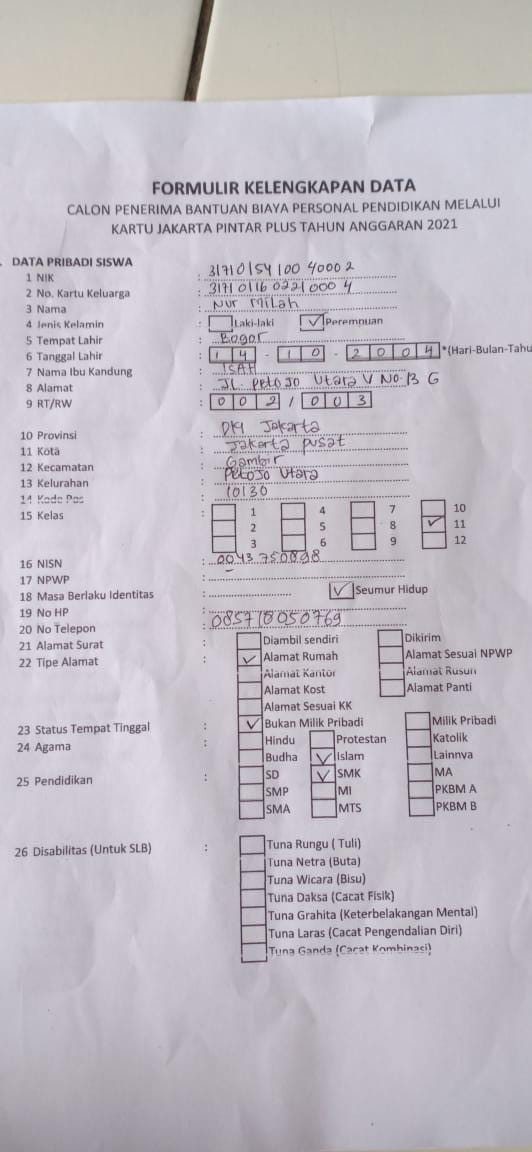 FORMULIR KELENGKAPAN DATA
CALON PENERIMA BANTUAN BIAYA PERSONAL PENDIDIKAN MELALUI
KARTU JAKARTA PINTAR PLUS TAHUN ANGGARAN 2021
DATA PRIBADI SISWA
1 NIK : 3171015410040002
2 No. Kartu Keluarga : 3171011602210004
3 Nama : Nur Milah
4 Jenis Kelamin : Laki-laki ✓ Perempuan
5 Tempat Lahir : Bogor
6 Tanggal Lahir : 1 4 - 1 0 - 2 0 0 4 *(Hari-Bulan-Tahu
7 Nama Ibu Kandung : ISAH
8 Alamat : JL. Petojo Utara V No. 13 G
9 RT/RW : 0 0 2 / 0 0 3
10 Provinsi : DKI Jakarta
11 Kota : Jakarta pusat
12 Kecamatan : Gambir
13 Kelurahan : Petojo Utara
14 Kode Pos : 10130
15 Kelas : 1 4 7 10
2 5 8 ✓ 11
3 6 9 12
16 NISN : 0043750898
17 NPWP : –
18 Masa Berlaku Identitas : ✓ Seumur Hidup
19 No HP :
20 No Telepon : 085718050769
21 Alamat Surat : Diambil sendiri Dikirim
22 Tipe Alamat : ✓ Alamat Rumah Alamat Sesuai NPWP
Alamat Kantor Alamat Rusun
Alamat Kost Alamat Panti
Alamat Sesuai KK
23 Status Tempat Tinggal : ✓ Bukan Milik Pribadi Milik Pribadi
24 Agama : Hindu Protestan Katolik
Budha ✓ Islam Lainnya
25 Pendidikan : SD ✓ SMK MA
SMP MI PKBM A
SMA MTS PKBM B
26 Disabilitas (Untuk SLB) : Tuna Rungu ( Tuli)
Tuna Netra (Buta)
Tuna Wicara (Bisu)
Tuna Daksa (Cacat Fisik)
Tuna Grahita (Keterbelakangan Mental)
Tuna Laras (Cacat Pengendalian Diri)
Tuna Ganda (Cacat Kombinasi)